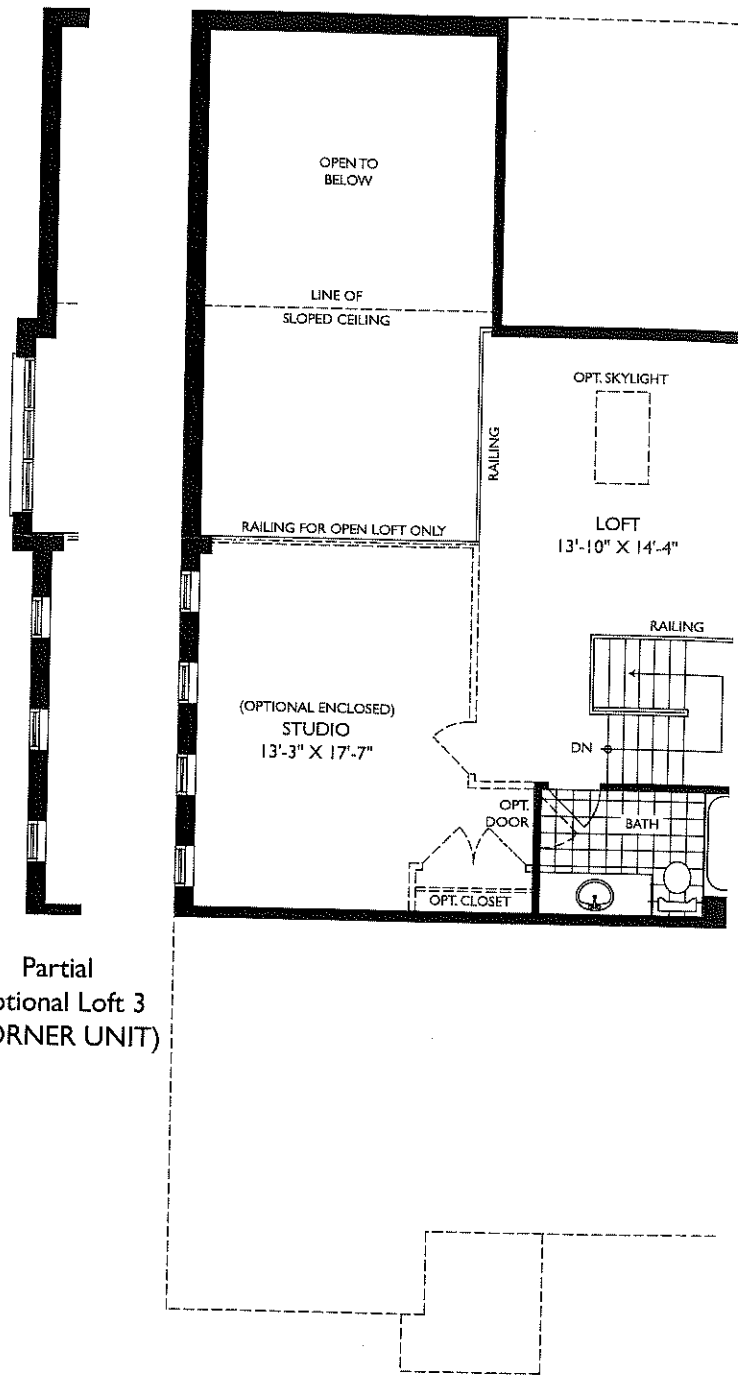 OPEN TO
BELOW
LINE OF
SLOPED CEILING
OPT. SKYLIGHT
RAILING
LOFT
13'-10" X 14'-4"
RAILING FOR OPEN LOFT ONLY
RAILING
(OPTIONAL ENCLOSED)
STUDIO
13'-3" X 17'-7"
DN
OPT.
DOOR
BATH
OPT. CLOSET
Partial
ptional Loft 3
ORNER UNIT)